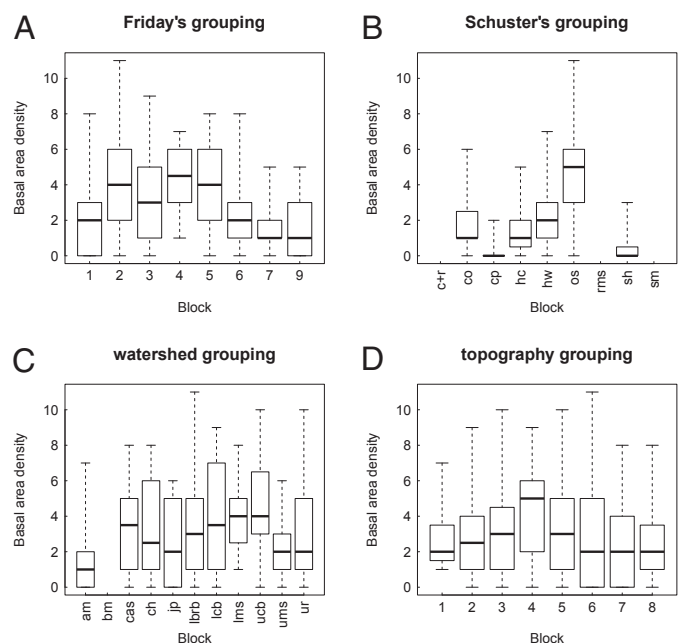 A
Friday's grouping
Basal area density
10
8
6
4
2
0
1 2 3 4 5 6 7 9
Block
B
Schuster's grouping
Basal area density
10
8
6
4
2
0
c+r co cp hc hw os rms sh sm
Block
C
watershed grouping
Basal area density
10
8
6
4
2
0
am bm cas ch jp lbrb lcb lms ucb ums ur
Block
D
topography grouping
Basal area density
10
8
6
4
2
0
1 2 3 4 5 6 7 8
Block